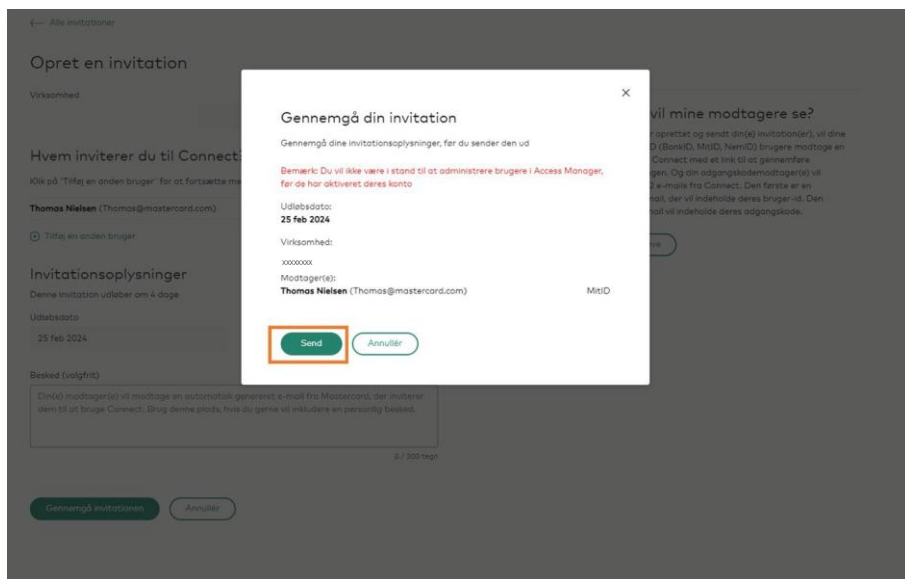 ← Alle invitationer
Opret en invitation
Virksomhed
Hvem inviterer du til Connect?
Klik på "Tilføj en anden bruger" for at fortsætte me
Thomas Nielsen (Thomas@mastercard.com)
Tilføj en anden bruger
Invitationsoplysninger
Denne invitation udløber om 4 dage
Udløbsdato
25 feb 2024
Besked (valgfrit)
Din(e) modtager(e) vil modtage en automatisk genereret e-mail fra Mastercard, der inviterer
dem til at bruge Connect. Brug denne plads, hvis du gerne vil inkludere en personlig besked.
0 / 300 tegn
Gennemgå invitationen
Annullér
Gennemgå din invitation
Gennemgå dine invitationsoplysninger, før du sender den ud
Bemærk: Du vil ikke være i stand til at administrere brugere i Access Manager,
før de har aktiveret deres konto
Udløbsdato:
25 feb 2024
Virksomhed:
xxxxxxxx
Modtager(e):
Thomas Nielsen (Thomas@mastercard.com) MitID
Send
Annullér
vil mine modtagere se?
r oprettet og sendt din(e) invitation(er), vil dine
D (BankID, MitID, NemID) brugere modtage en
Connect med et link til at gennemføre
gen. Og din adgangskodemodtager(e) vil
2 e-mails fra Connect. Den første er en
mail, der vil indeholde deres bruger-id. Den
mail vil indeholde deres adgangskode.